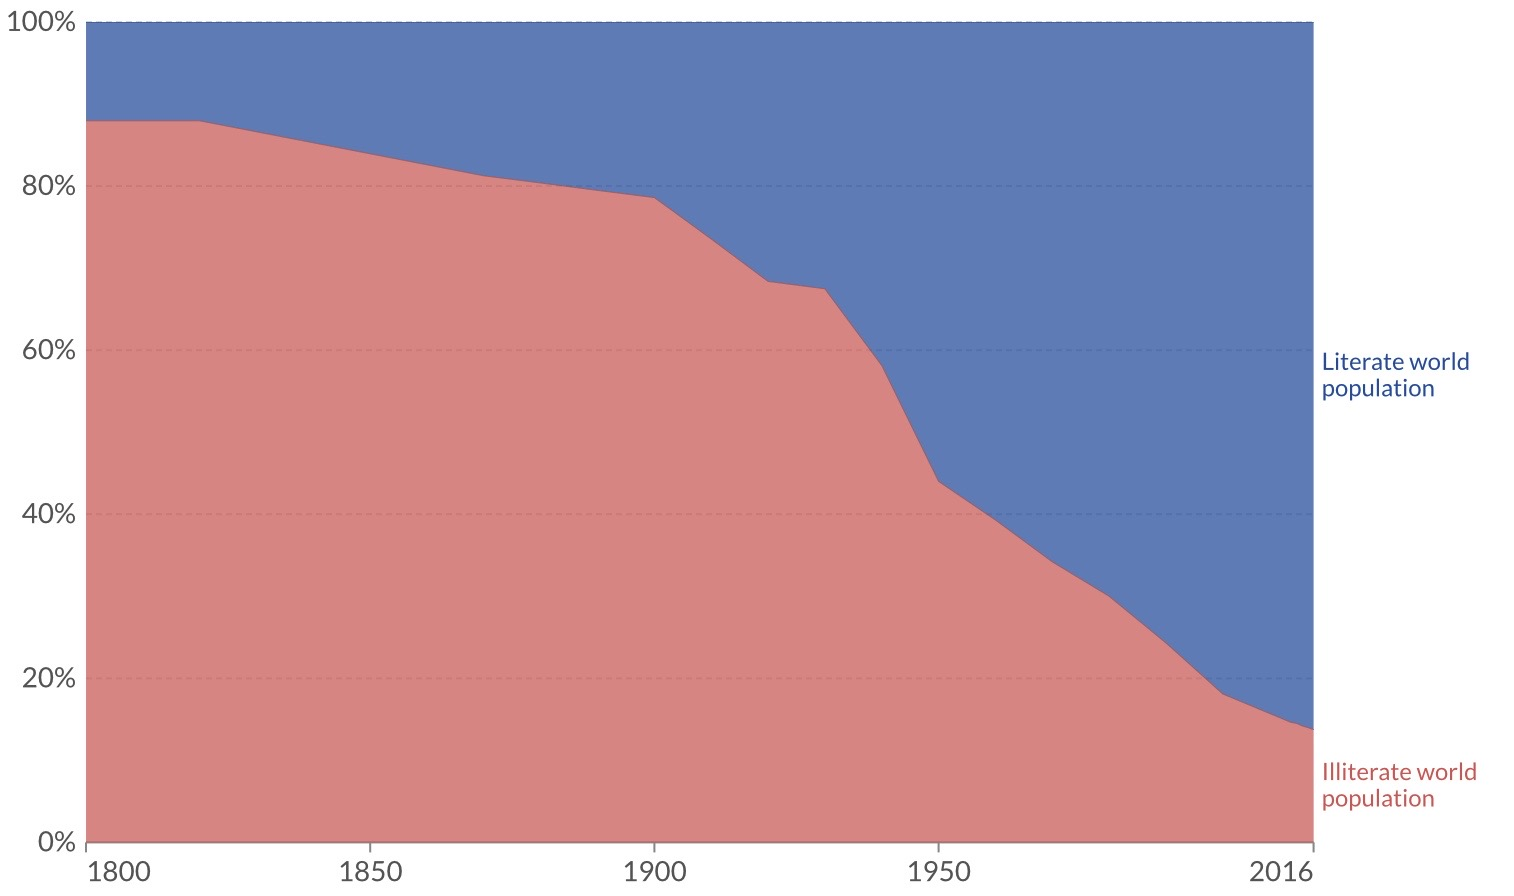 100%
80%
60%
40%
20%
0%
1800
1850
1900
1950
2016
Literate world
population
Illiterate world
population